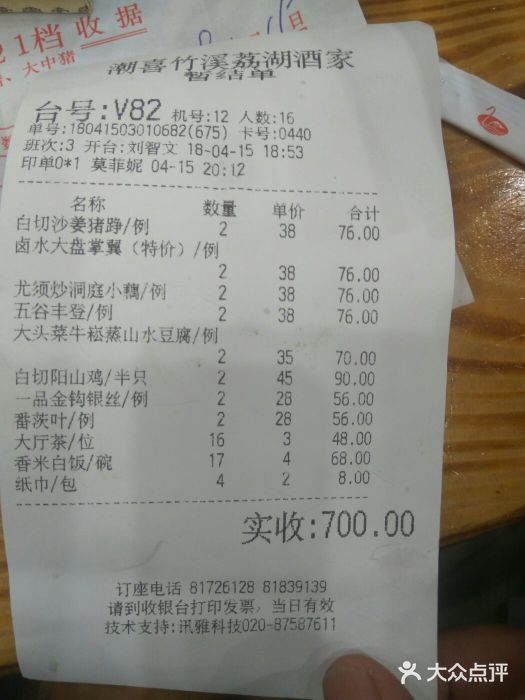 21档收据
、大中猪
潮喜竹溪荔湖酒家
暂结单
台号:V82 机号:12 人数:16
单号:18041503010682(675) 卡号:0440
班次:3 开台:刘智文 18-04-15 18:53
印单0*1 莫菲妮 04-15 20:12
名称 数量 单价 合计
白切沙姜猪踭/例 2 38 76.00
卤水大盘掌翼（特价）/例
2 38 76.00
尤须炒洞庭小藕/例 2 38 76.00
五谷丰登/例 2 38 76.00
大头菜牛崧蒸山水豆腐/例
2 35 70.00
白切阳山鸡/半只 2 45 90.00
一品金钩银丝/例 2 28 56.00
番茨叶/例 2 28 56.00
大厅茶/位 16 3 48.00
香米白饭/碗 17 4 68.00
纸巾/包 4 2 8.00
实收:700.00
订座电话 81726128 81839139
请到收银台打印发票，当日有效
技术支持:讯雅科技020-87587611
大众点评